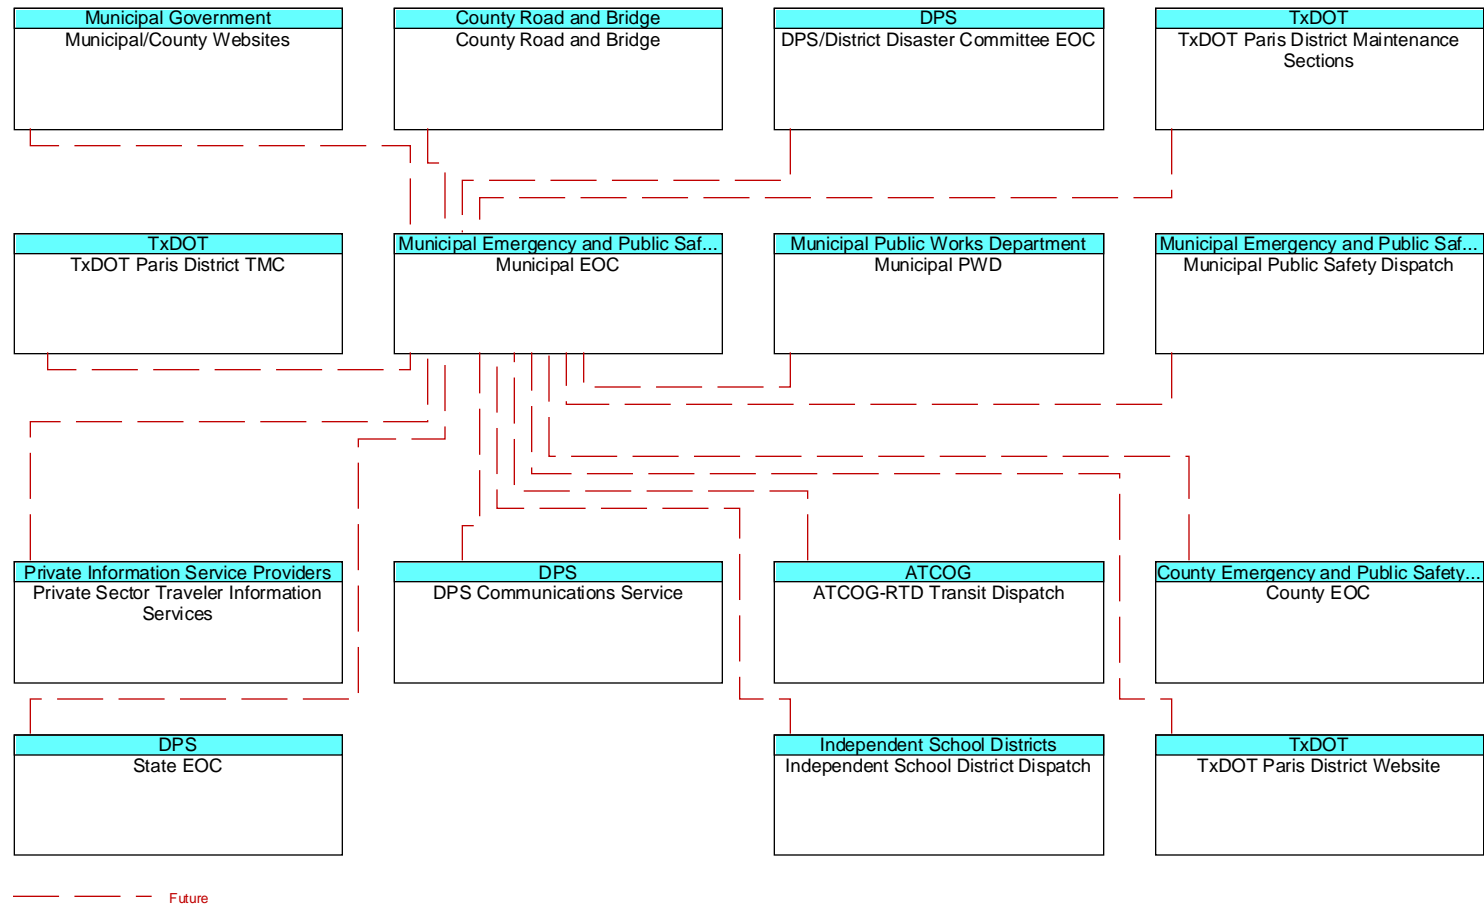 Municipal Government
Municipal/County Websites
County Road and Bridge
County Road and Bridge
DPS
DPS/District Disaster Committee EOC
TxDOT
TxDOT Paris District Maintenance
Sections
TxDOT
TxDOT Paris District TMC
Municipal Emergency and Public Saf...
Municipal EOC
Municipal Public Works Department
Municipal PWD
Municipal Emergency and Public Saf...
Municipal Public Safety Dispatch
Private Information Service Providers
Private Sector Traveler Information
Services
DPS
DPS Communications Service
ATCOG
ATCOG-RTD Transit Dispatch
County Emergency and Public Safety...
County EOC
DPS
State EOC
Independent School Districts
Independent School District Dispatch
TxDOT
TxDOT Paris District Website
Future